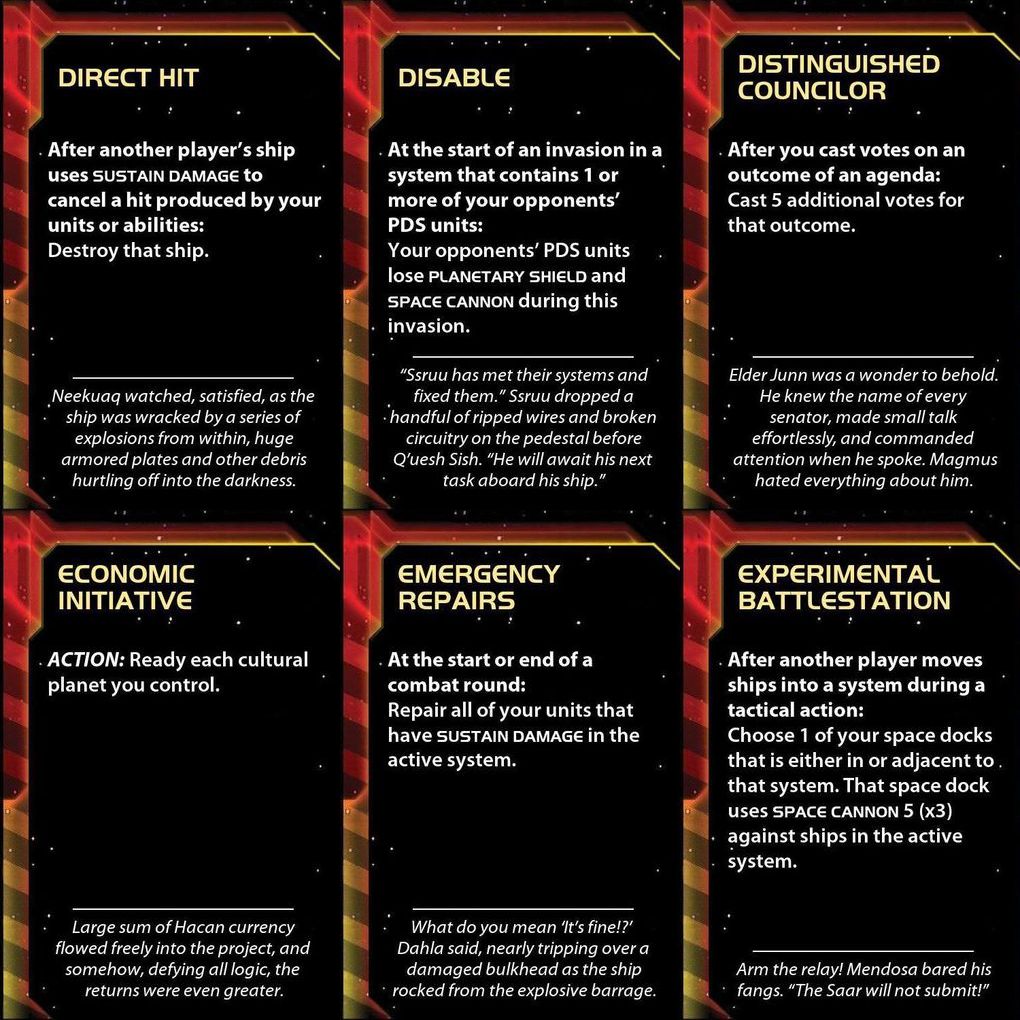 DIRECT HIT
After another player's ship
uses SUSTAIN DAMAGE to
cancel a hit produced by your
units or abilities:
Destroy that ship.
Neekuaq watched, satisfied, as the
ship was wracked by a series of
explosions from within, huge
armored plates and other debris
hurtling off into the darkness.
DISABLE
At the start of an invasion in a
system that contains 1 or
more of your opponents'
PDS units:
Your opponents' PDS units
lose PLANETARY SHIELD and
SPACE CANNON during this
invasion.
“Ssruu has met their systems and
fixed them.” Ssruu dropped a
handful of ripped wires and broken
circuitry on the pedestal before
Q'uesh Sish. “He will await his next
task aboard his ship.”
DISTINGUISHED
COUNCILOR
After you cast votes on an
outcome of an agenda:
Cast 5 additional votes for
that outcome.
Elder Junn was a wonder to behold.
He knew the name of every
senator, made small talk
effortlessly, and commanded
attention when he spoke. Magmus
hated everything about him.
ECONOMIC
INITIATIVE
ACTION: Ready each cultural
planet you control.
Large sum of Hacan currency
flowed freely into the project, and
somehow, defying all logic, the
returns were even greater.
EMERGENCY
REPAIRS
At the start or end of a
combat round:
Repair all of your units that
have SUSTAIN DAMAGE in the
active system.
What do you mean ‘It's fine!?’
Dahla said, nearly tripping over a
damaged bulkhead as the ship
rocked from the explosive barrage.
EXPERIMENTAL
BATTLESTATION
After another player moves
ships into a system during a
tactical action:
Choose 1 of your space docks
that is either in or adjacent to
that system. That space dock
uses SPACE CANNON 5 (x3)
against ships in the active
system.
Arm the relay! Mendosa bared his
fangs. “The Saar will not submit!”